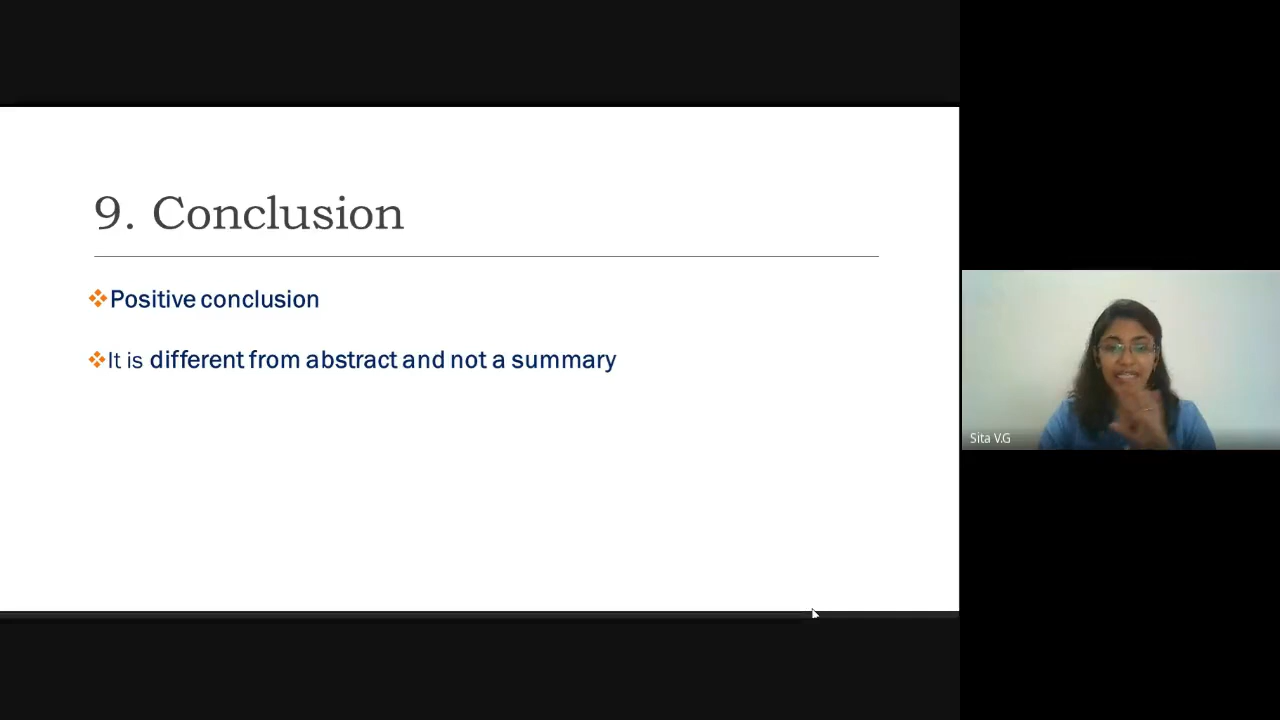 9. Conclusion
Positive conclusion
It is different from abstract and not a summary
Sita V.G